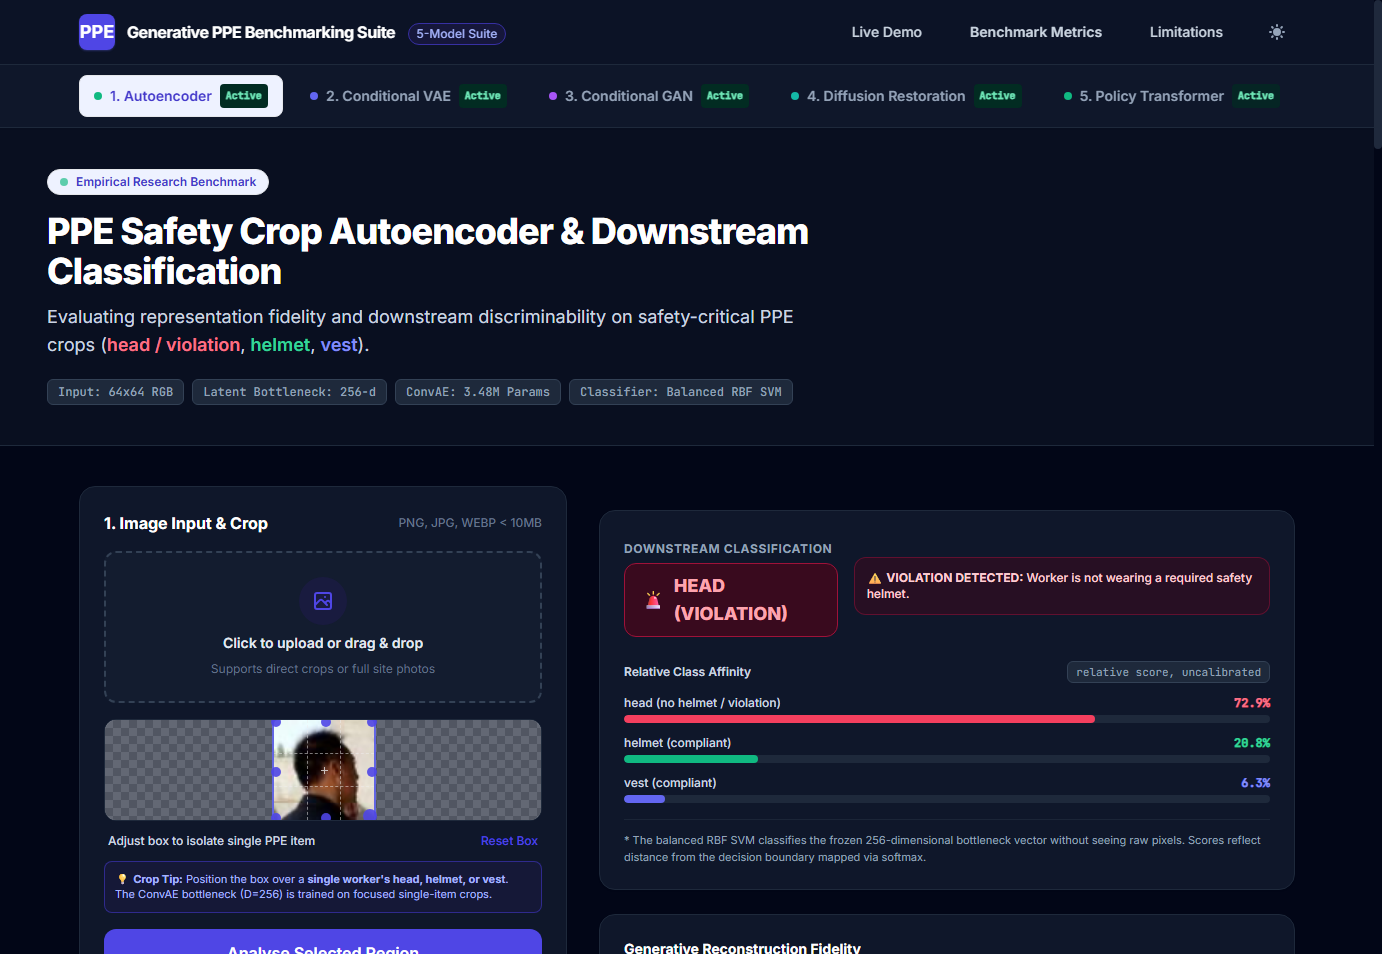 PPE Generative PPE Benchmarking Suite 5-Model Suite Live Demo Benchmark Metrics Limitations
1. Autoencoder Active 2. Conditional VAE Active 3. Conditional GAN Active 4. Diffusion Restoration Active 5. Policy Transformer Active
Empirical Research Benchmark
PPE Safety Crop Autoencoder & Downstream
Classification
Evaluating representation fidelity and downstream discriminability on safety-critical PPE
crops (head / violation, helmet, vest).
Input: 64x64 RGB Latent Bottleneck: 256-d ConvAE: 3.48M Params Classifier: Balanced RBF SVM
1. Image Input & Crop PNG, JPG, WEBP < 10MB
Click to upload or drag & drop
Supports direct crops or full site photos
Adjust box to isolate single PPE item Reset Box
Crop Tip: Position the box over a single worker's head, helmet, or vest.
The ConvAE bottleneck (D=256) is trained on focused single-item crops.
Analyse Selected Region
DOWNSTREAM CLASSIFICATION
HEAD
(VIOLATION)
VIOLATION DETECTED: Worker is not wearing a required safety
helmet.
Relative Class Affinity relative score, uncalibrated
head (no helmet / violation) 72.9%
helmet (compliant) 20.8%
vest (compliant) 6.3%
* The balanced RBF SVM classifies the frozen 256-dimensional bottleneck vector without seeing raw pixels. Scores reflect
distance from the decision boundary mapped via softmax.
Generative Reconstruction Fidelity